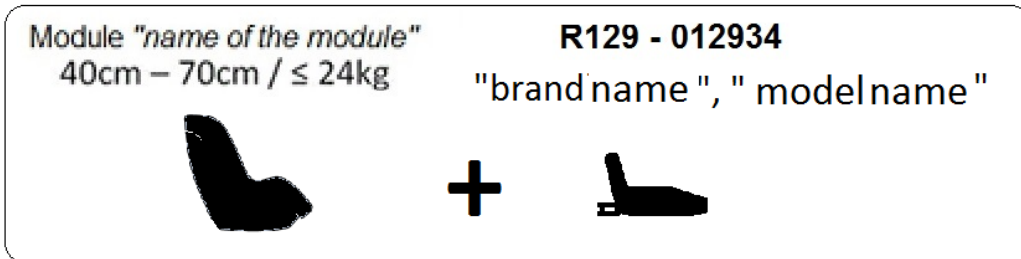 Module "name of the module"
40cm – 70cm / ≤ 24kg
R129 - 012934
"brand name ", " model name "
+